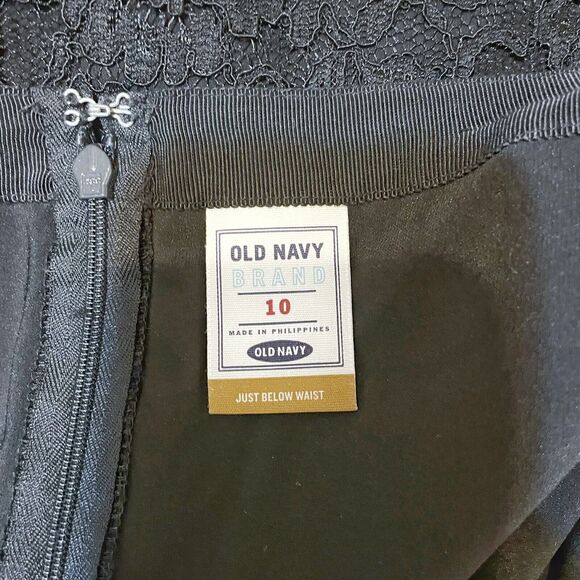 OLD NAVY
BRAND
10
MADE IN PHILIPPINES
OLD NAVY
JUST BELOW WAIST